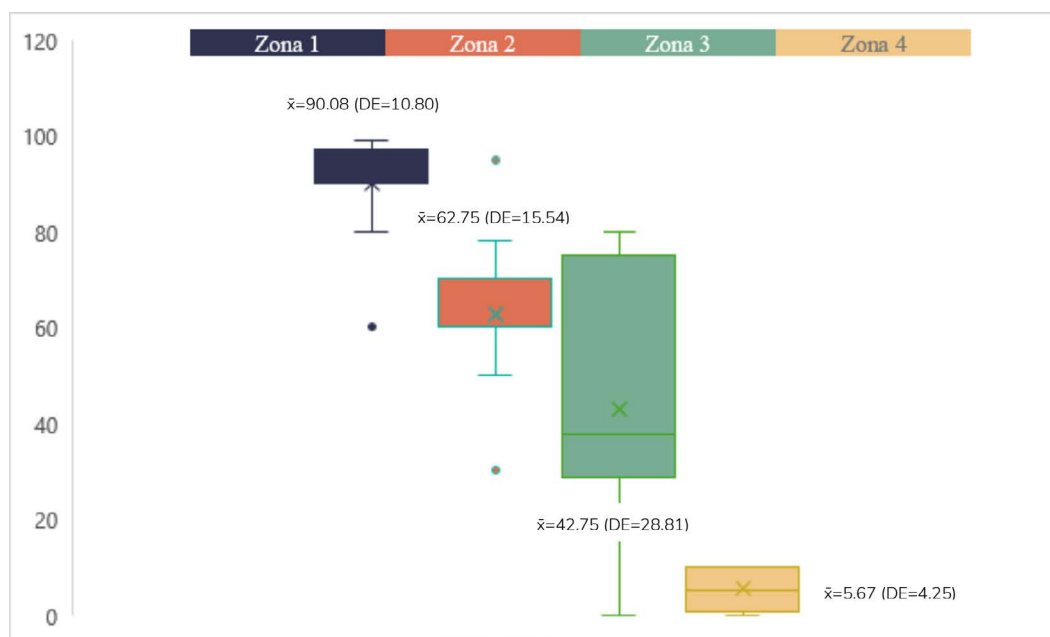 Zona 1 Zona 2 Zona 3 Zona 4
120
x̄=90.08 (DE=10.80)
100
x̄=62.75 (DE=15.54)
80
60
40
20
x̄=42.75 (DE=28.81)
x̄=5.67 (DE=4.25)
0